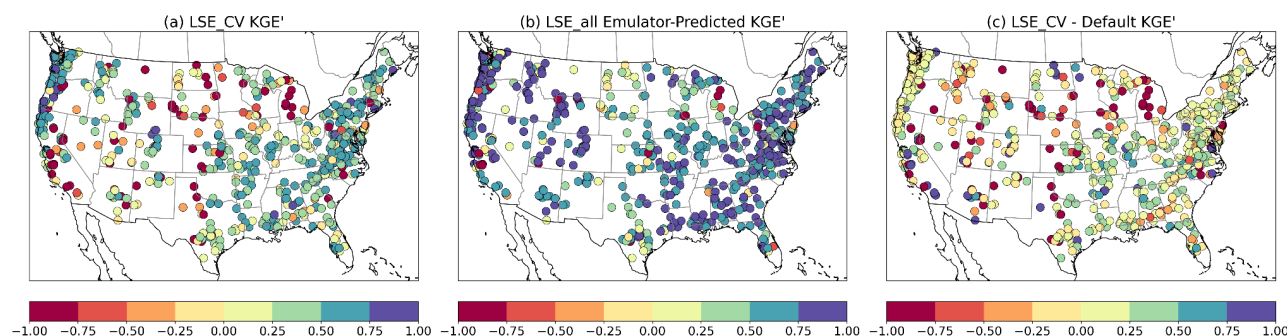 (a) LSE_CV KGE'
(b) LSE_all Emulator-Predicted KGE'
(c) LSE_CV - Default KGE'
−1.00 −0.75 −0.50 −0.25 0.00 0.25 0.50 0.75 1.00
−1.00 −0.75 −0.50 −0.25 0.00 0.25 0.50 0.75 1.00
−1.00 −0.75 −0.50 −0.25 0.00 0.25 0.50 0.75 1.00